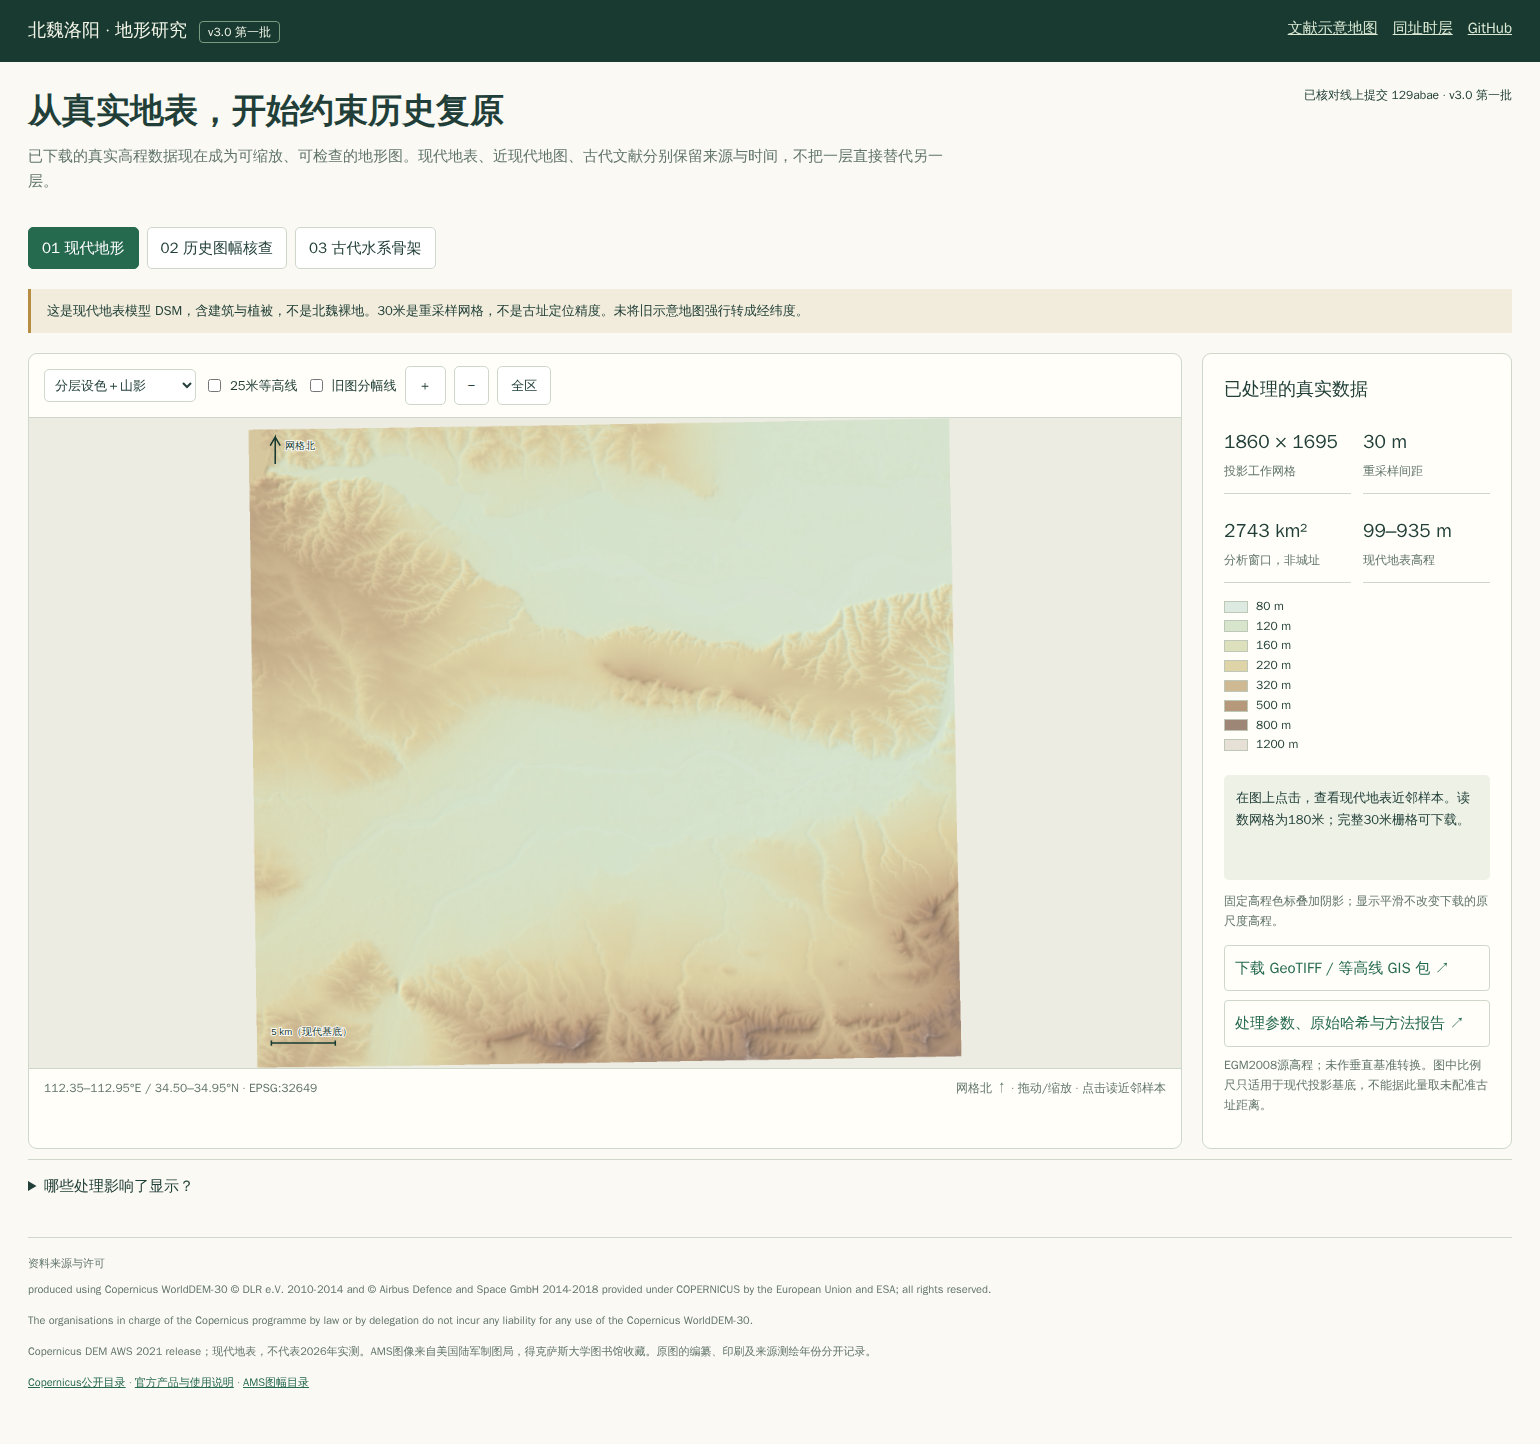 北魏洛阳 · 地形研究 v3.0 第一批
文献示意地图 同址时层 GitHub
从真实地表，开始约束历史复原
已核对线上提交 129abae · v3.0 第一批
已下载的真实高程数据现在成为可缩放、可检查的地形图。现代地表、近现代地图、古代文献分别保留来源与时间，不把一层直接替代另一
层。
01 现代地形 02 历史图幅核查 03 古代水系骨架
这是现代地表模型 DSM，含建筑与植被，不是北魏裸地。30米是重采样网格，不是古址定位精度。未将旧示意地图强行转成经纬度。
分层设色＋山影 25米等高线 旧图分幅线 + − 全区
网格北
5 km（现代基底）
112.35–112.95°E / 34.50–34.95°N · EPSG:32649
网格北 ↑ · 拖动/缩放 · 点击读近邻样本
已处理的真实数据
1860 × 1695 30 m
投影工作网格 重采样间距
2743 km² 99–935 m
分析窗口，非城址 现代地表高程
80 m
120 m
160 m
220 m
320 m
500 m
800 m
1200 m
在图上点击，查看现代地表近邻样本。读
数网格为180米；完整30米栅格可下载。
固定高程色标叠加阴影；显示平滑不改变下载的原
尺度高程。
下载 GeoTIFF / 等高线 GIS 包 ↗
处理参数、原始哈希与方法报告 ↗
EGM2008源高程；未作垂直基准转换。图中比例
尺只适用于现代投影基底，不能据此量取未配准古
址距离。
▶ 哪些处理影响了显示？
资料来源与许可
produced using Copernicus WorldDEM-30 © DLR e.V. 2010-2014 and © Airbus Defence and Space GmbH 2014-2018 provided under COPERNICUS by the European Union and ESA; all rights reserved.
The organisations in charge of the Copernicus programme by law or by delegation do not incur any liability for any use of the Copernicus WorldDEM-30.
Copernicus DEM AWS 2021 release；现代地表，不代表2026年实测。AMS图像来自美国陆军制图局，得克萨斯大学图书馆收藏。原图的编纂、印刷及来源测绘年份分开记录。
Copernicus公开目录 · 官方产品与使用说明 · AMS图幅目录